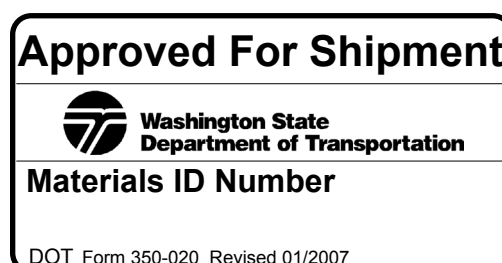 Approved For Shipment
Washington State
Department of Transportation
Materials ID Number
DOT Form 350-020 Revised 01/2007